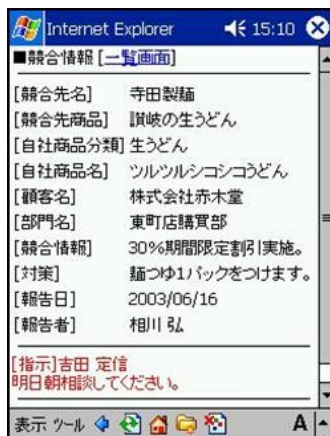 Internet Explorer 15:10
■競合情報 [一覧画面]
[競合先名] 寺田製麺
[競合先商品] 讃岐の生うどん
[自社商品分類] 生うどん
[自社商品名] ツルツルシコシコうどん
[顧客名] 株式会社赤木堂
[部門名] 東町店購買部
[競合情報] 30%期間限定割引実施。
[対策] 麺つゆ1パックをつけます。
[報告日] 2003/06/16
[報告者] 相川 弘
[指示]吉田 定信
明日朝相談してください。
表示 ツール A